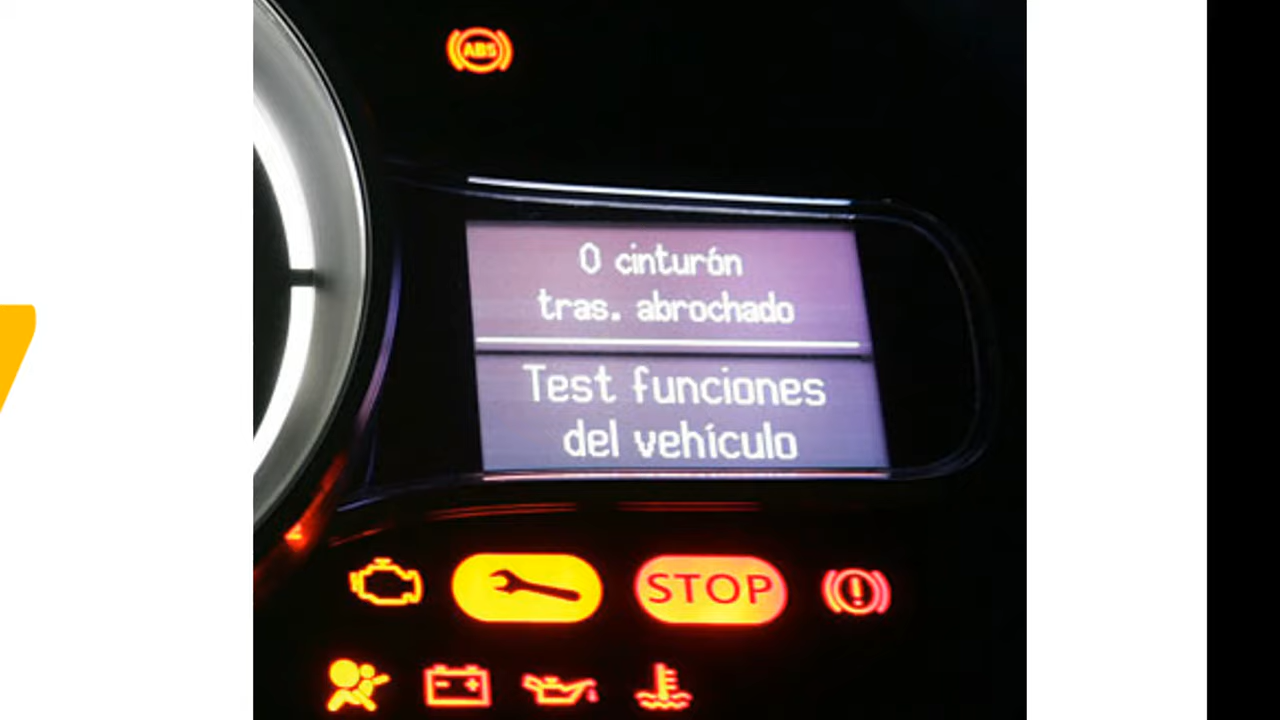 ABS
0 cinturón
tras. abrochado
Test funciones
del vehículo
STOP